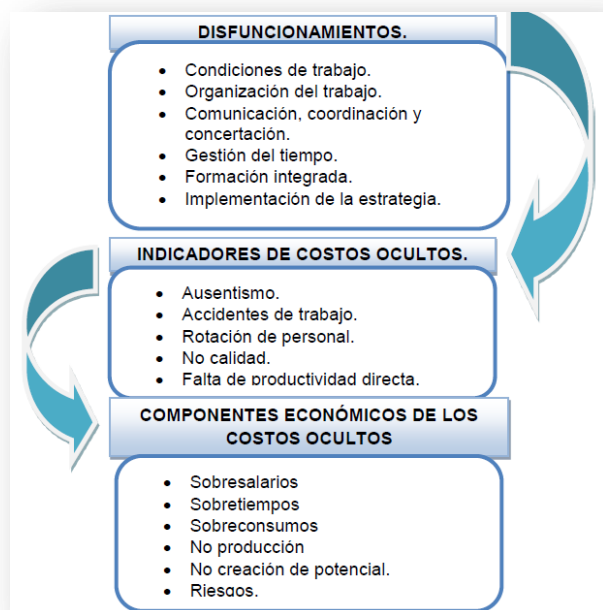 DISFUNCIONAMIENTOS.
• Condiciones de trabajo.
• Organización del trabajo.
• Comunicación, coordinación y
concertación.
• Gestión del tiempo.
• Formación integrada.
• Implementación de la estrategia.
INDICADORES DE COSTOS OCULTOS.
• Ausentismo.
• Accidentes de trabajo.
• Rotación de personal.
• No calidad.
• Falta de productividad directa.
COMPONENTES ECONÓMICOS DE LOS
COSTOS OCULTOS
• Sobresalarios
• Sobretiempos
• Sobreconsumos
• No producción
• No creación de potencial.
• Riesgos.